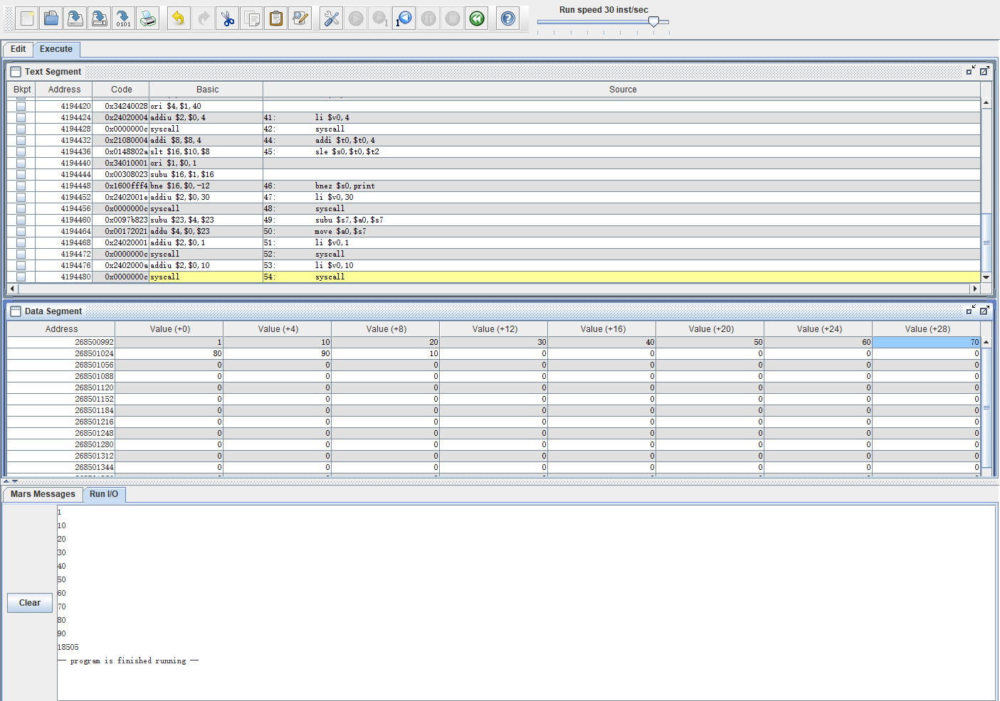 Run speed 30 inst/sec
0101
1
1
Edit Execute
Text Segment
Bkpt Address Code Basic Source
4194420 0x34240028 ori $4,$1,40
4194424 0x24020004 addiu $2,$0,4 41: li $v0,4
4194428 0x0000000c syscall 42: syscall
4194432 0x21080004 addi $8,$8,4 44: addi $t0,$t0,4
4194436 0x0148802a slt $16,$10,$8 45: sle $s0,$t0,$t2
4194440 0x34010001 ori $1,$0,1
4194444 0x00308023 subu $16,$1,$16
4194448 0x1600fff4 bne $16,$0,-12 46: bnez $s0,print
4194452 0x2402001e addiu $2,$0,30 47: li $v0,30
4194456 0x0000000c syscall 48: syscall
4194460 0x0097b823 subu $23,$4,$23 49: subu $s7,$a0,$s7
4194464 0x00172021 addu $4,$0,$23 50: move $a0,$s7
4194468 0x24020001 addiu $2,$0,1 51: li $v0,1
4194472 0x0000000c syscall 52: syscall
4194476 0x2402000a addiu $2,$0,10 53: li $v0,10
4194480 0x0000000c syscall 54: syscall
Data Segment
Address Value (+0) Value (+4) Value (+8) Value (+12) Value (+16) Value (+20) Value (+24) Value (+28)
268500992 1 10 20 30 40 50 60 70
268501024 80 90 10 0 0 0 0 0
268501056 0 0 0 0 0 0 0 0
268501088 0 0 0 0 0 0 0 0
268501120 0 0 0 0 0 0 0 0
268501152 0 0 0 0 0 0 0 0
268501184 0 0 0 0 0 0 0 0
268501216 0 0 0 0 0 0 0 0
268501248 0 0 0 0 0 0 0 0
268501280 0 0 0 0 0 0 0 0
268501312 0 0 0 0 0 0 0 0
268501344 0 0 0 0 0 0 0 0
Mars Messages Run I/O
Clear
1
10
20
30
40
50
60
70
80
90
18505
-- program is finished running --